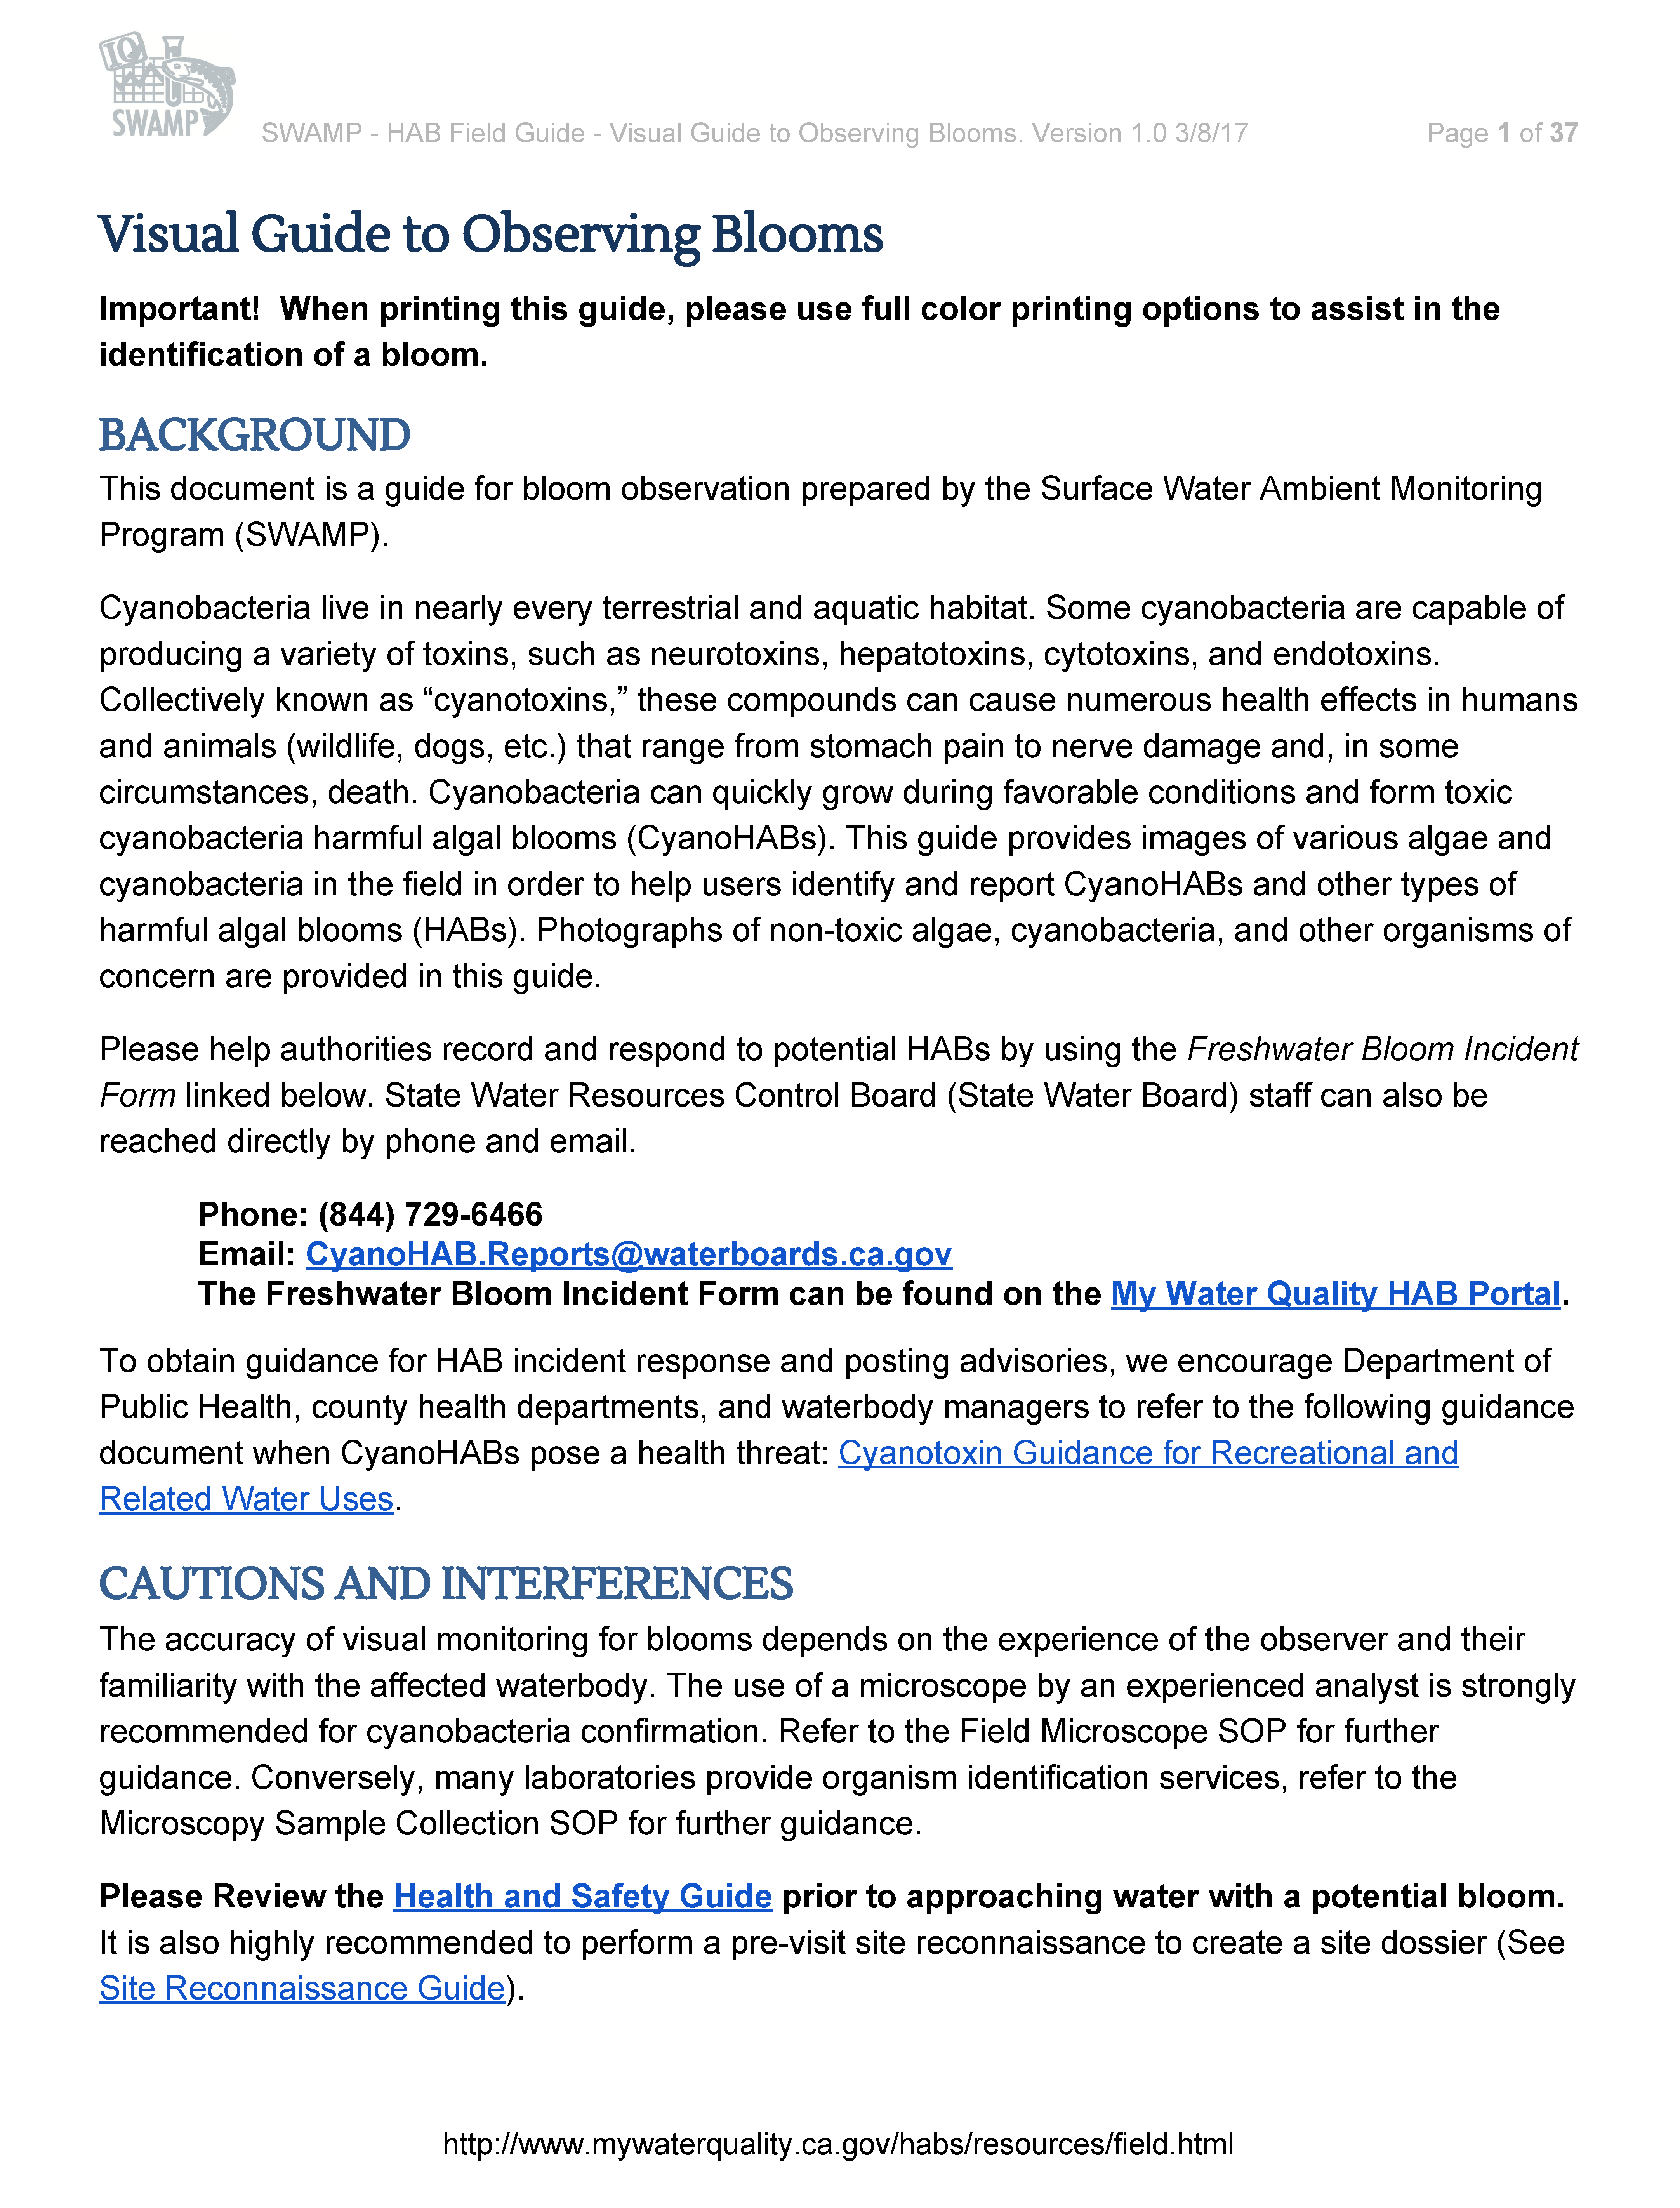 IQ
SWAMP
SWAMP - HAB Field Guide - Visual Guide to Observing Blooms. Version 1.0 3/8/17 Page 1 of 37
Visual Guide to Observing Blooms
Important!  When printing this guide, please use full color printing options to assist in the
identification of a bloom.
BACKGROUND
This document is a guide for bloom observation prepared by the Surface Water Ambient Monitoring
Program (SWAMP).
Cyanobacteria live in nearly every terrestrial and aquatic habitat. Some cyanobacteria are capable of
producing a variety of toxins, such as neurotoxins, hepatotoxins, cytotoxins, and endotoxins.
Collectively known as “cyanotoxins,” these compounds can cause numerous health effects in humans
and animals (wildlife, dogs, etc.) that range from stomach pain to nerve damage and, in some
circumstances, death. Cyanobacteria can quickly grow during favorable conditions and form toxic
cyanobacteria harmful algal blooms (CyanoHABs). This guide provides images of various algae and
cyanobacteria in the field in order to help users identify and report CyanoHABs and other types of
harmful algal blooms (HABs). Photographs of non-toxic algae, cyanobacteria, and other organisms of
concern are provided in this guide.
Please help authorities record and respond to potential HABs by using the Freshwater Bloom Incident
Form linked below. State Water Resources Control Board (State Water Board) staff can also be
reached directly by phone and email.
Phone: (844) 729-6466
Email: CyanoHAB.Reports@waterboards.ca.gov
The Freshwater Bloom Incident Form can be found on the My Water Quality HAB Portal.
To obtain guidance for HAB incident response and posting advisories, we encourage Department of
Public Health, county health departments, and waterbody managers to refer to the following guidance
document when CyanoHABs pose a health threat: Cyanotoxin Guidance for Recreational and
Related Water Uses.
CAUTIONS AND INTERFERENCES
The accuracy of visual monitoring for blooms depends on the experience of the observer and their
familiarity with the affected waterbody. The use of a microscope by an experienced analyst is strongly
recommended for cyanobacteria confirmation. Refer to the Field Microscope SOP for further
guidance. Conversely, many laboratories provide organism identification services, refer to the
Microscopy Sample Collection SOP for further guidance.
Please Review the Health and Safety Guide prior to approaching water with a potential bloom.
It is also highly recommended to perform a pre-visit site reconnaissance to create a site dossier (See
Site Reconnaissance Guide).
http://www.mywaterquality.ca.gov/habs/resources/field.html